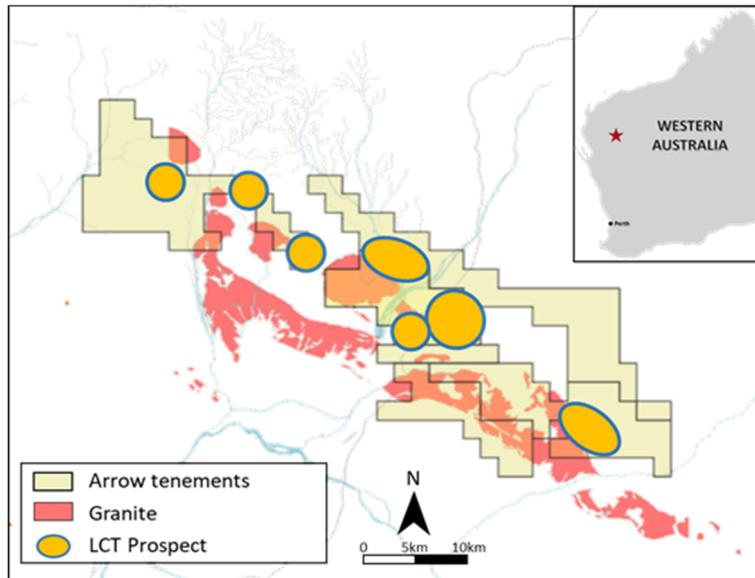 WESTERN
AUSTRALIA
Perth
Arrow tenements
Granite
LCT Prospect
N
0 5km 10km